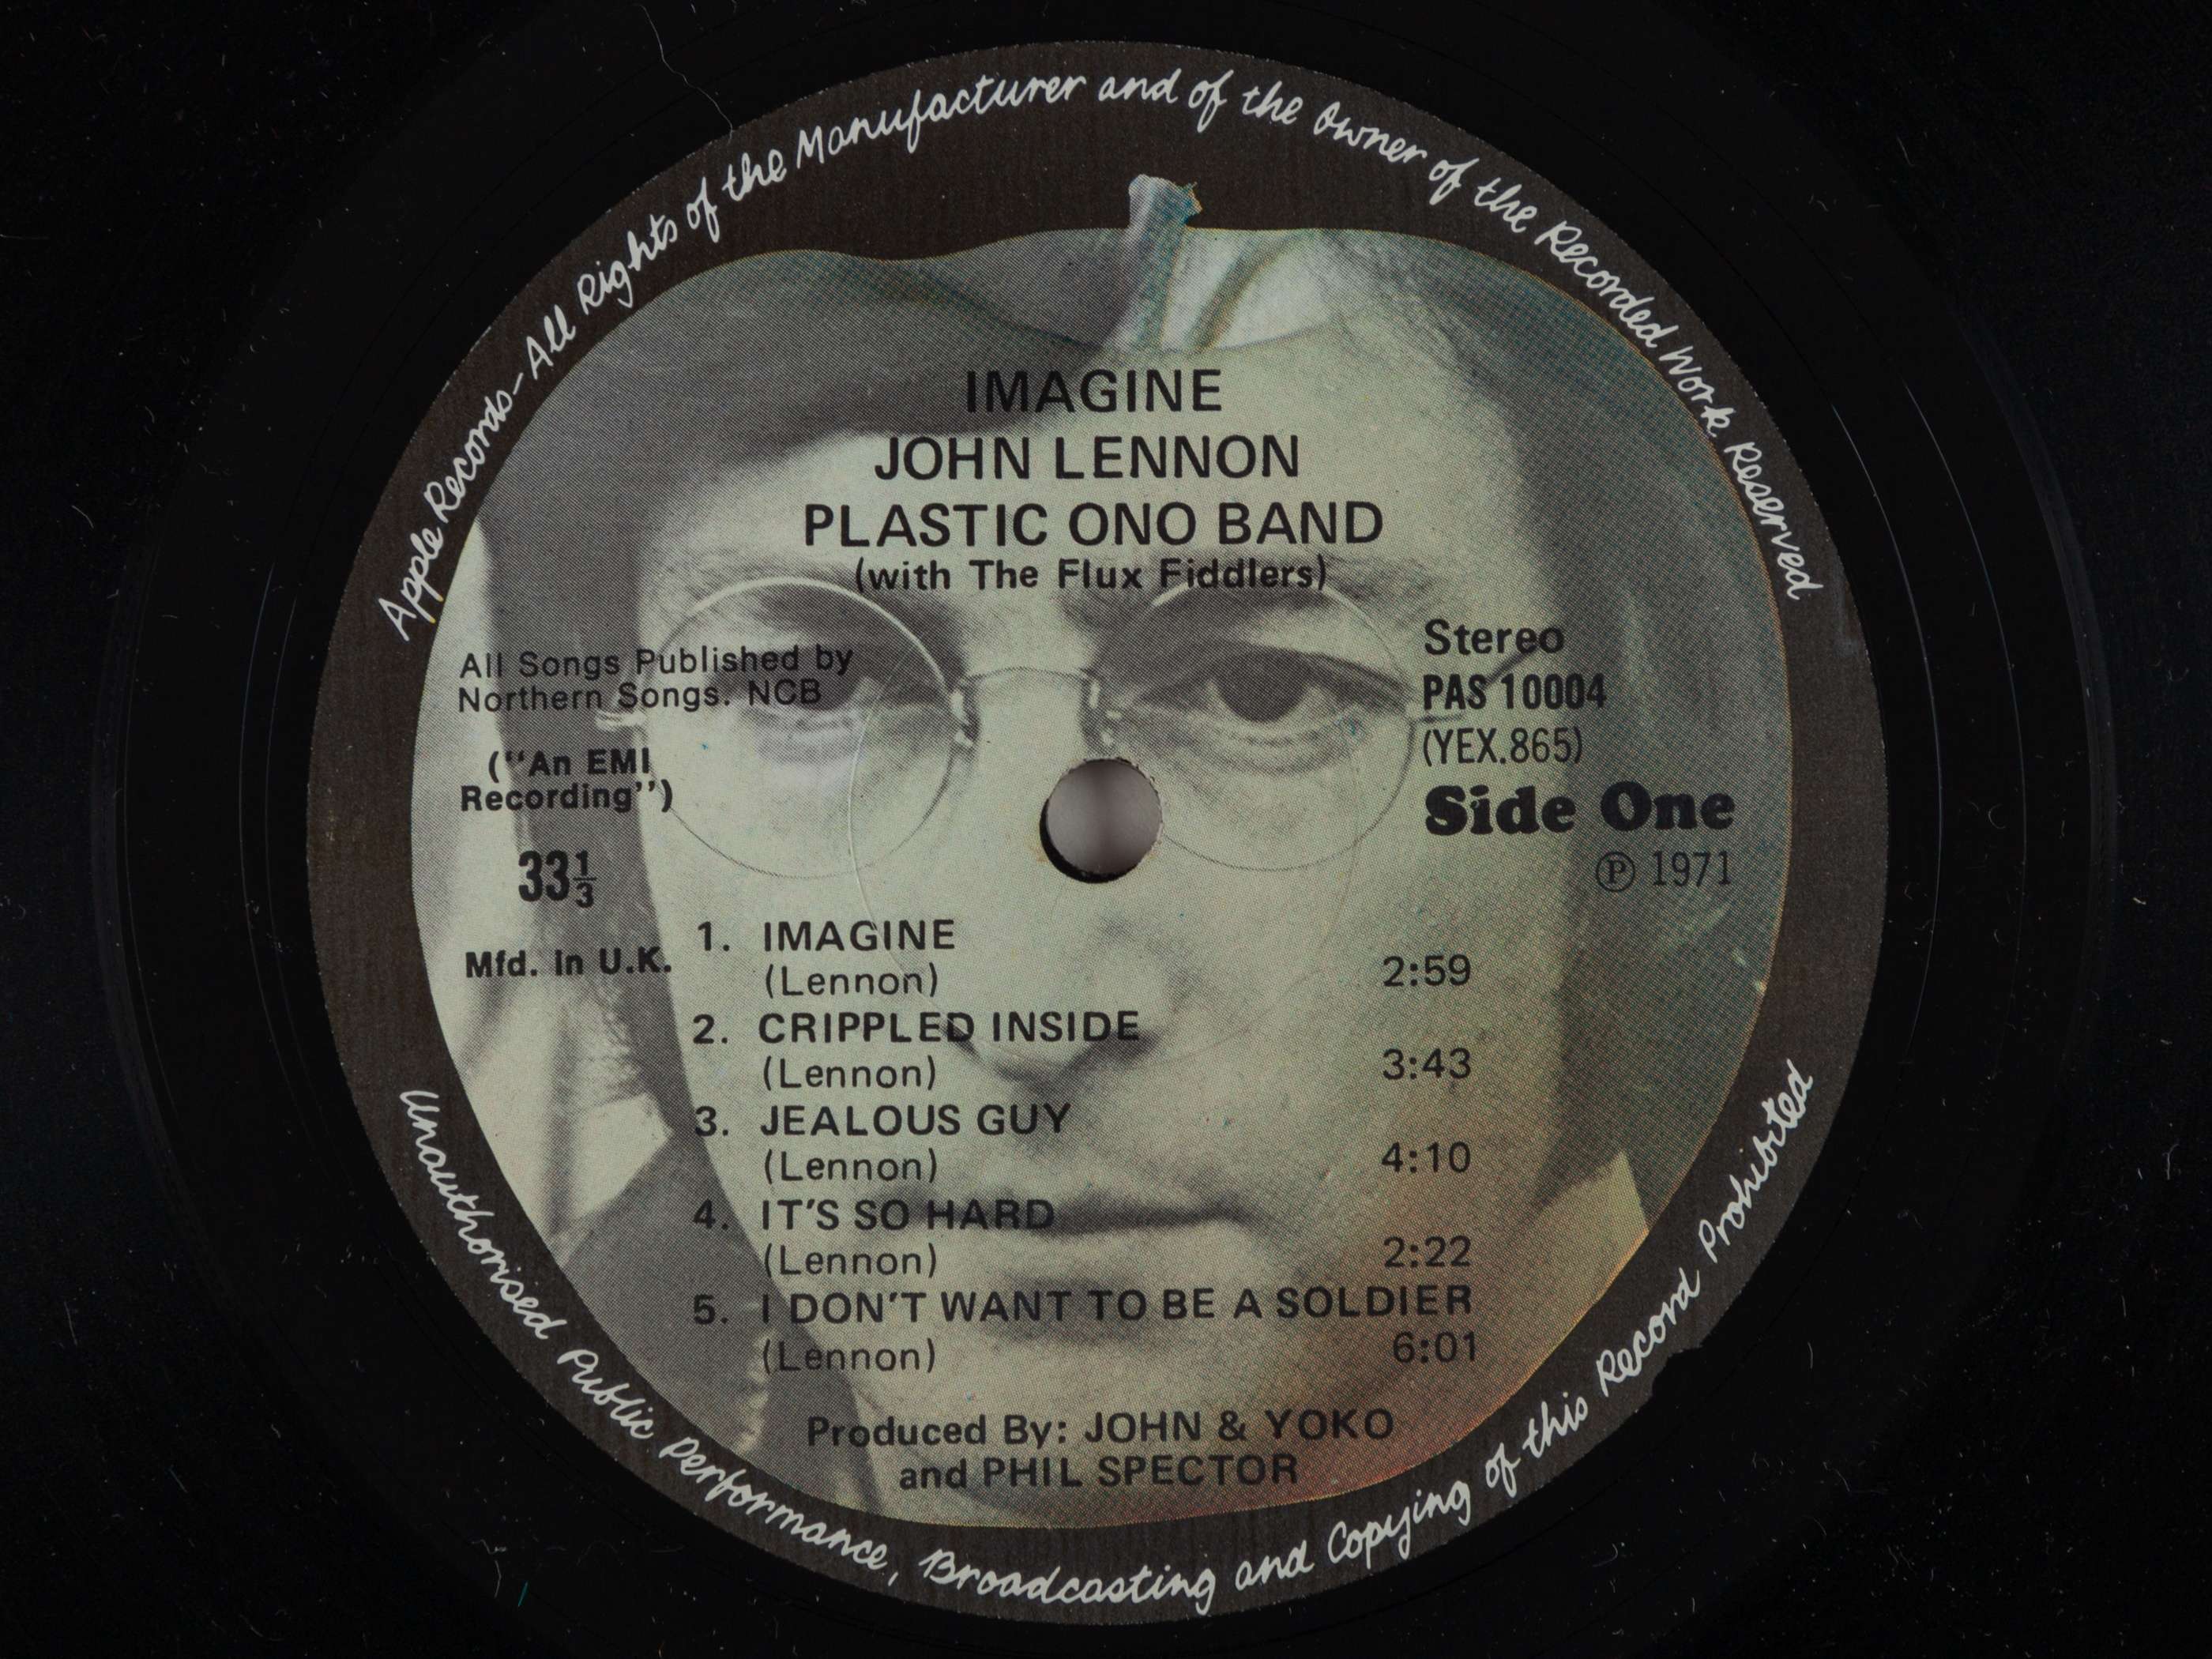 Apple Records-All Rights of the Manufacturer and of the Owner of the Recorded Work Reserved
IMAGINE
JOHN LENNON
PLASTIC ONO BAND
(with The Flux Fiddlers)
All Songs Published by
Northern Songs. NCB
("An EMI
Recording")
33⅓
Mfd. In U.K.
Stereo
PAS 10004
(YEX.865)
Side One
℗ 1971
1. IMAGINE
(Lennon) 2:59
2. CRIPPLED INSIDE
(Lennon) 3:43
3. JEALOUS GUY
(Lennon) 4:10
4. IT'S SO HARD
(Lennon) 2:22
5. I DON'T WANT TO BE A SOLDIER
(Lennon) 6:01
Produced By: JOHN & YOKO
and PHIL SPECTOR
Unauthorised Public Performance, Broadcasting and Copying of this Record Prohibited